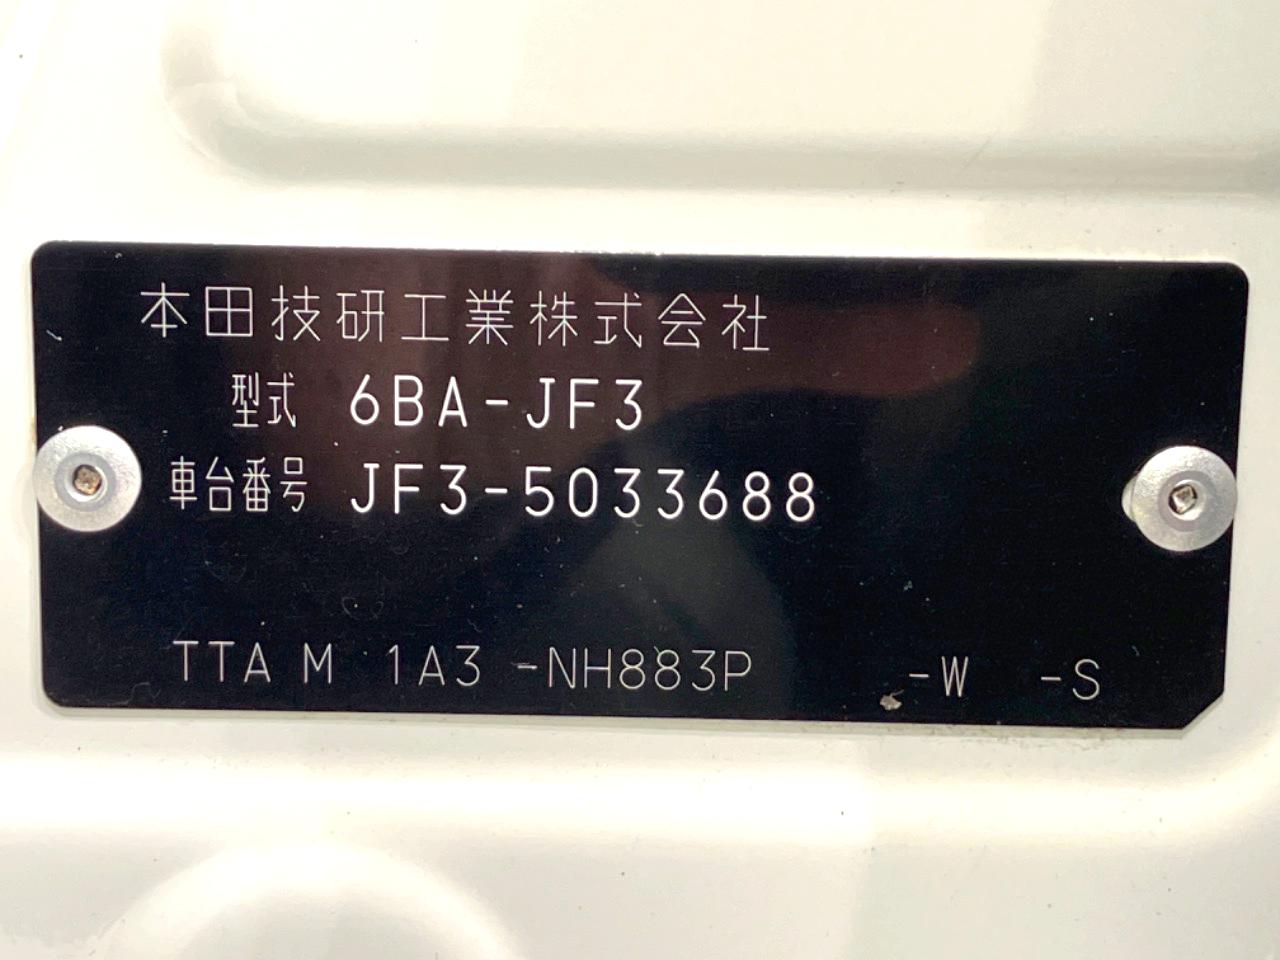 本田技研工業株式会社
型式 6BA-JF3
車台番号 JF3-5033688
TTA M 1A3 -NH883P -W -S